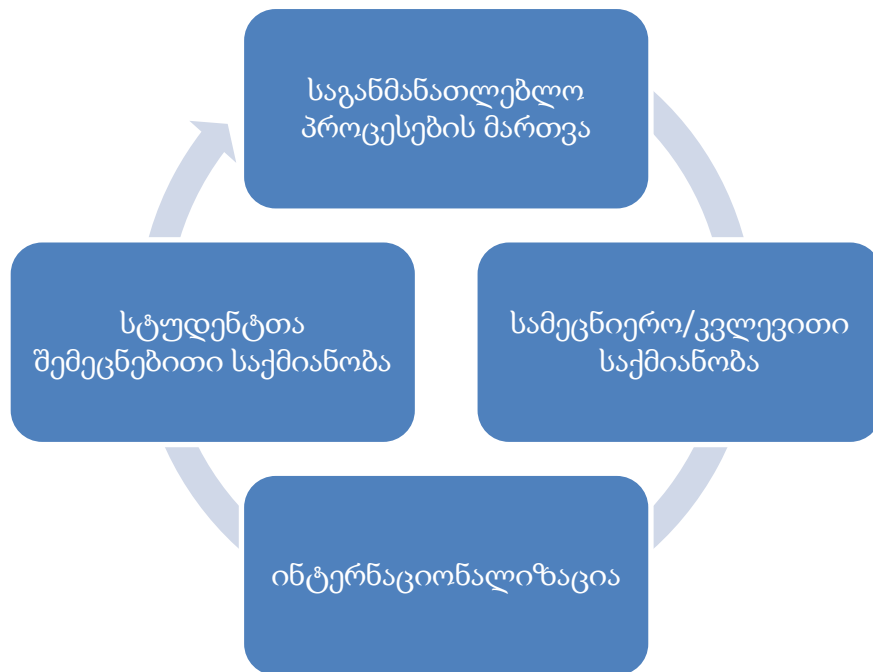 საგანმანათლებლო
პროცესების მართვა
სტუდენტთა
შემეცნებითი საქმიანობა
სამეცნიერო/კვლევითი
საქმიანობა
ინტერნაციონალიზაცია